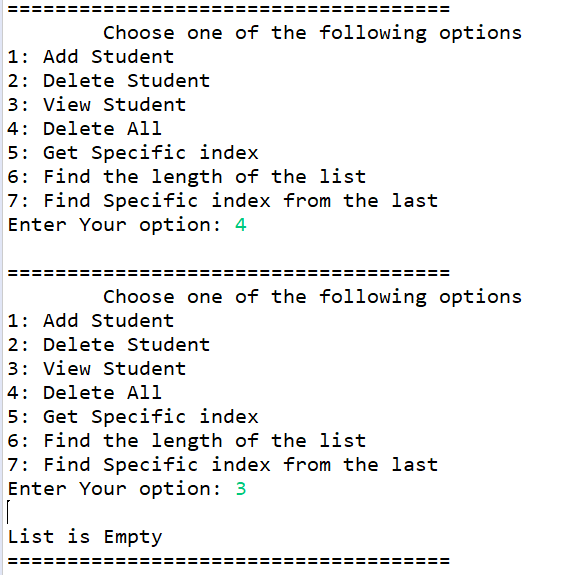 =====================================
Choose one of the following options
1: Add Student
2: Delete Student
3: View Student
4: Delete All
5: Get Specific index
6: Find the length of the list
7: Find Specific index from the last
Enter Your option: 4
=====================================
Choose one of the following options
1: Add Student
2: Delete Student
3: View Student
4: Delete All
5: Get Specific index
6: Find the length of the list
7: Find Specific index from the last
Enter Your option: 3
List is Empty
=====================================